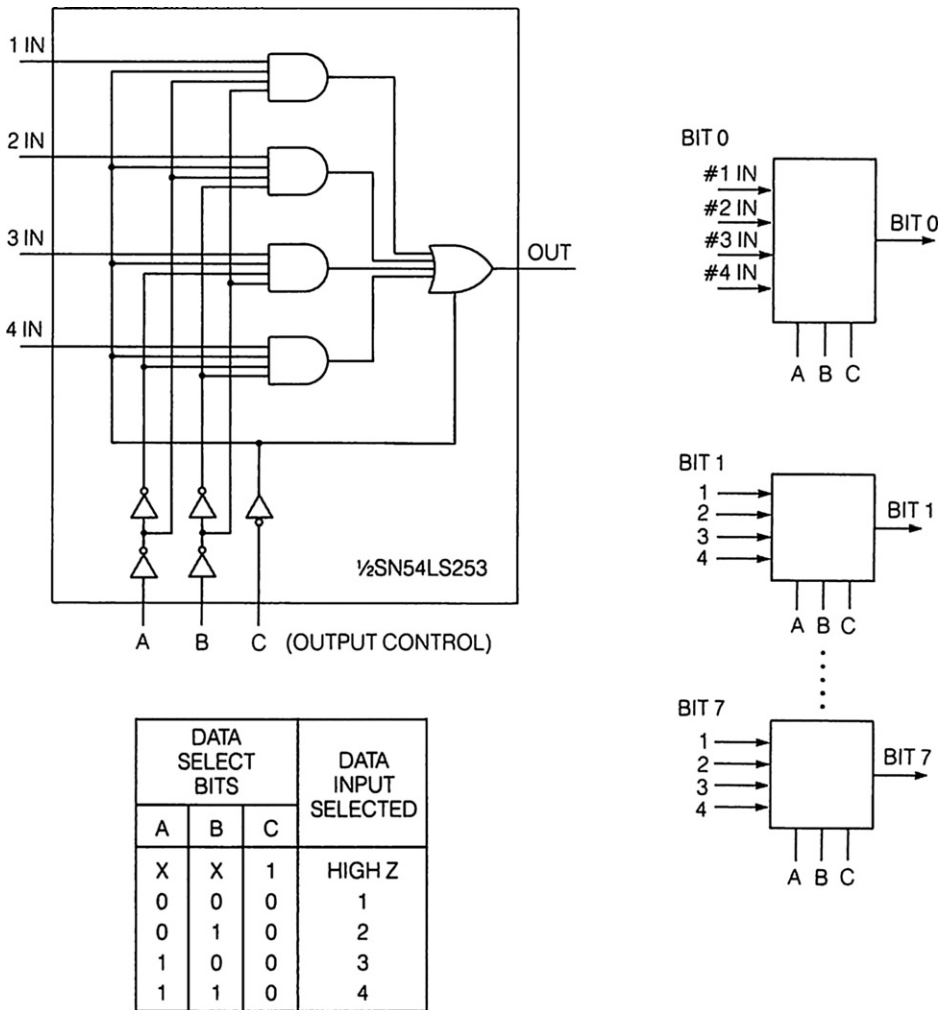 1 IN
2 IN
3 IN
4 IN
OUT
½SN54LS253
A B C (OUTPUT CONTROL)
DATA SELECT BITS
DATA INPUT SELECTED
A B C
X X 1 HIGH Z
0 0 0 1
0 1 0 2
1 0 0 3
1 1 0 4
BIT 0
#1 IN
#2 IN
#3 IN
#4 IN
BIT 0
A B C
BIT 1
1
2
3
4
BIT 1
A B C
BIT 7
1
2
3
4
BIT 7
A B C